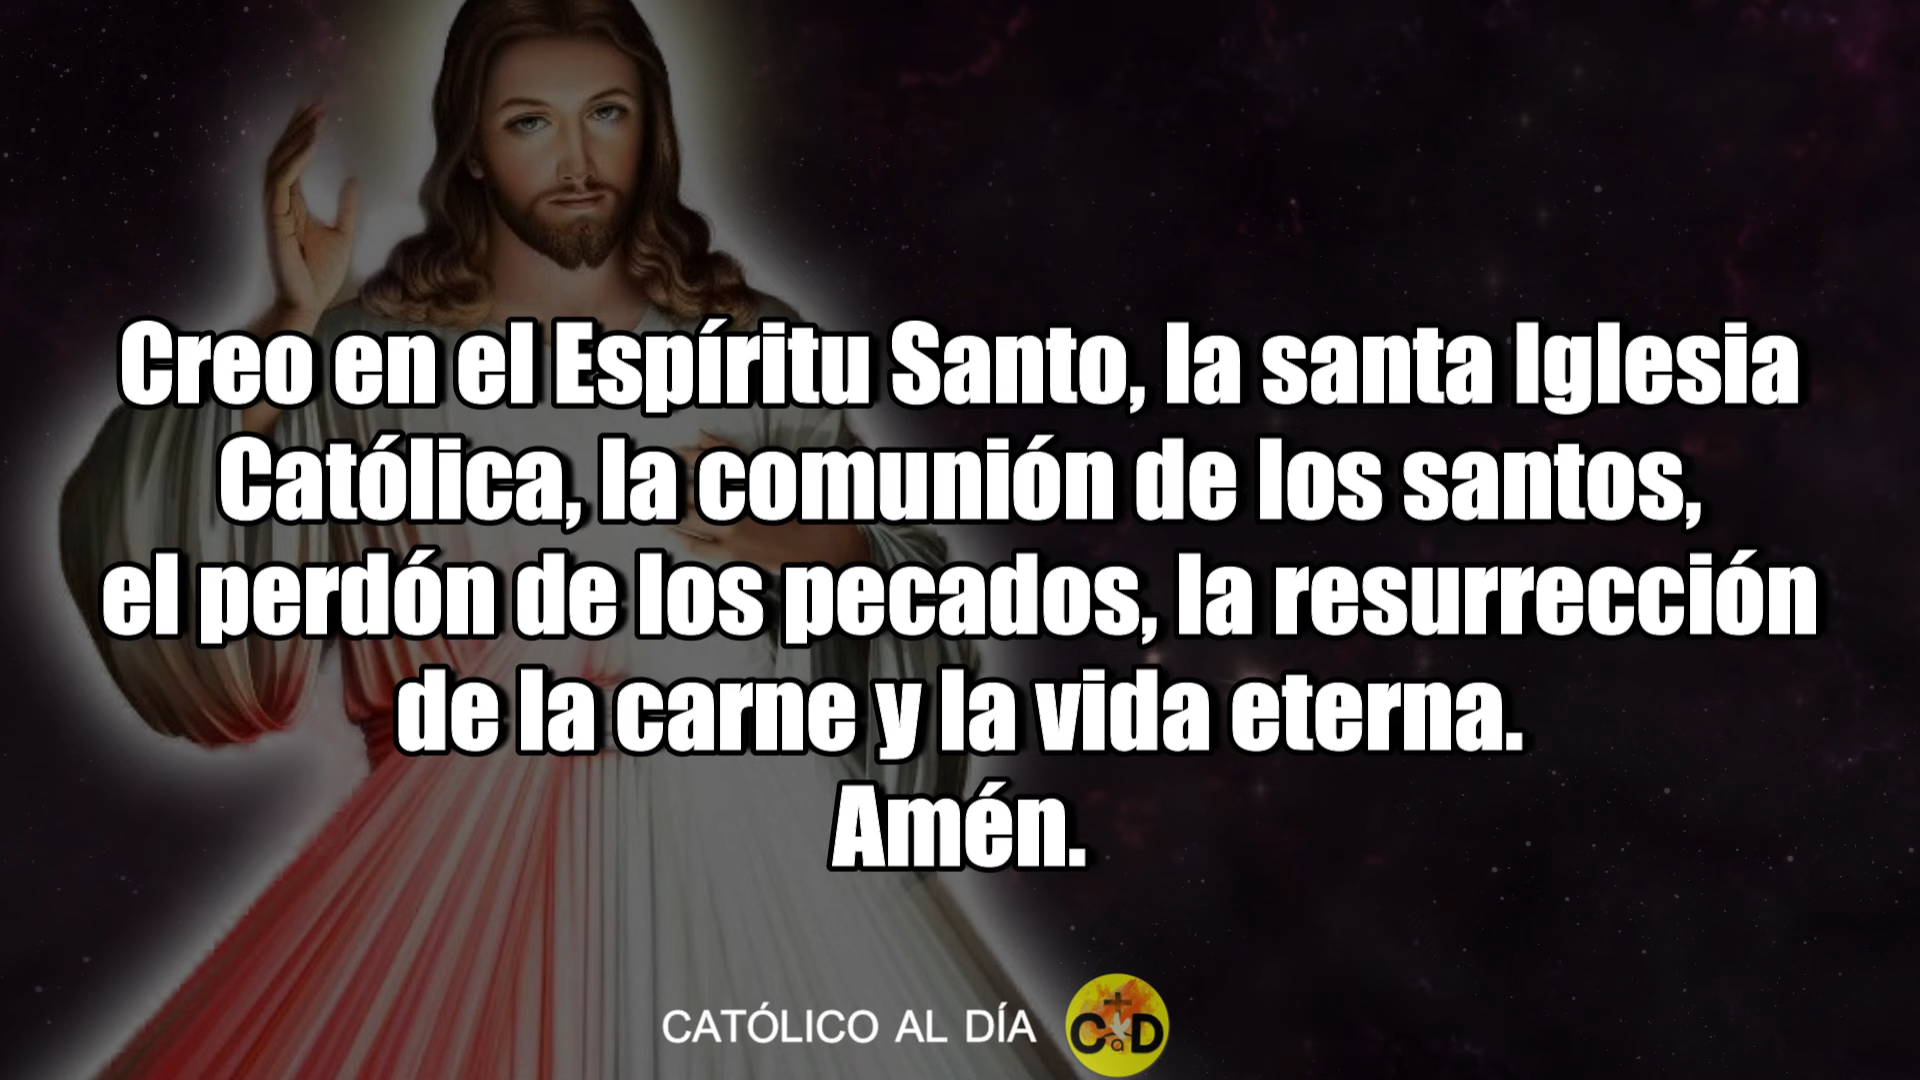 Creo en el Espíritu Santo, la santa Iglesia
Católica, la comunión de los santos,
el perdón de los pecados, la resurrección
de la carne y la vida eterna.
Amén.
CATÓLICO AL DÍA
CaD